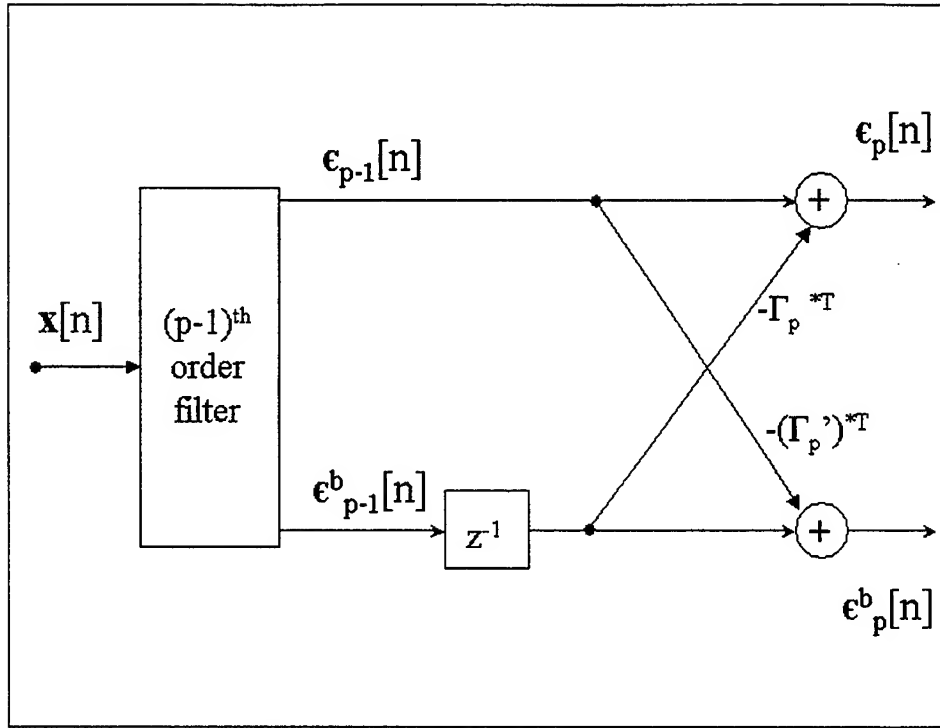 ϵₚ[n]
ϵₚ₋₁[n]
+
x[n]
(p-1)ᵗʰ
order
filter
-Γₚ*ᵀ
-(Γₚ’)*ᵀ
ϵᵇₚ₋₁[n]
z⁻¹
+
ϵᵇₚ[n]